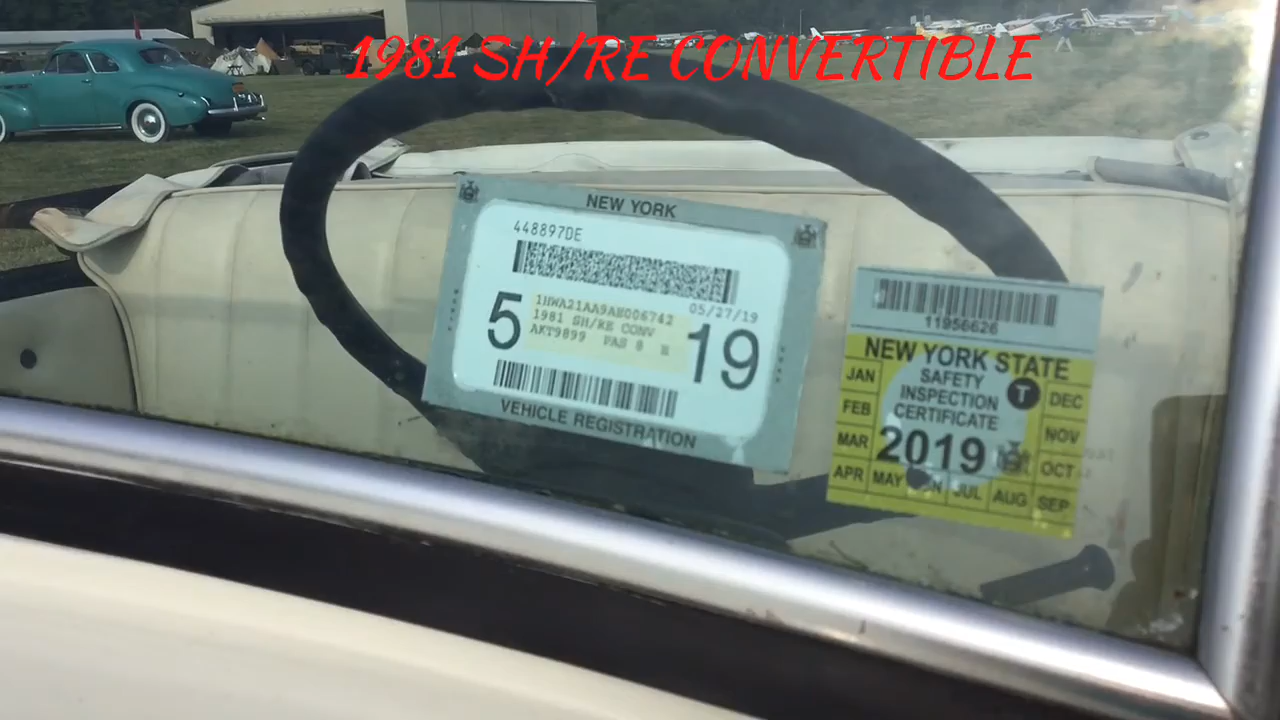 1981 SH/RE CONVERTIBLE
NEW YORK
448897DE
5
1HWA21AA9AE006742
05/27/19
1981 SH/RE CONV
AKT9899 PAS 8
19
VEHICLE REGISTRATION
11956626
NEW YORK STATE
SAFETY
INSPECTION
CERTIFICATE
T
2019
JAN
FEB
MAR
APR
MAY
JUL
AUG
SEP
OCT
NOV
DEC